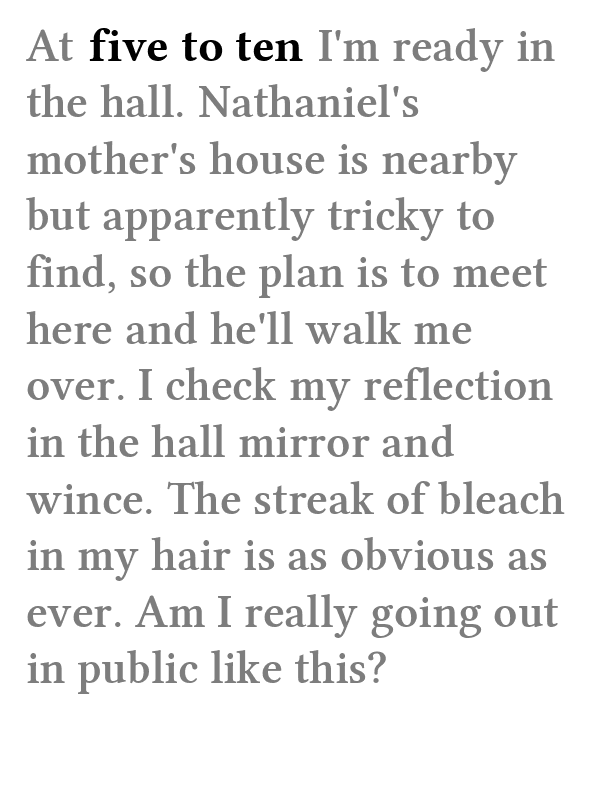 At five to ten I'm ready in
the hall. Nathaniel's
mother's house is nearby
but apparently tricky to
find, so the plan is to meet
here and he'll walk me
over. I check my reflection
in the hall mirror and
wince. The streak of bleach
in my hair is as obvious as
ever. Am I really going out
in public like this?